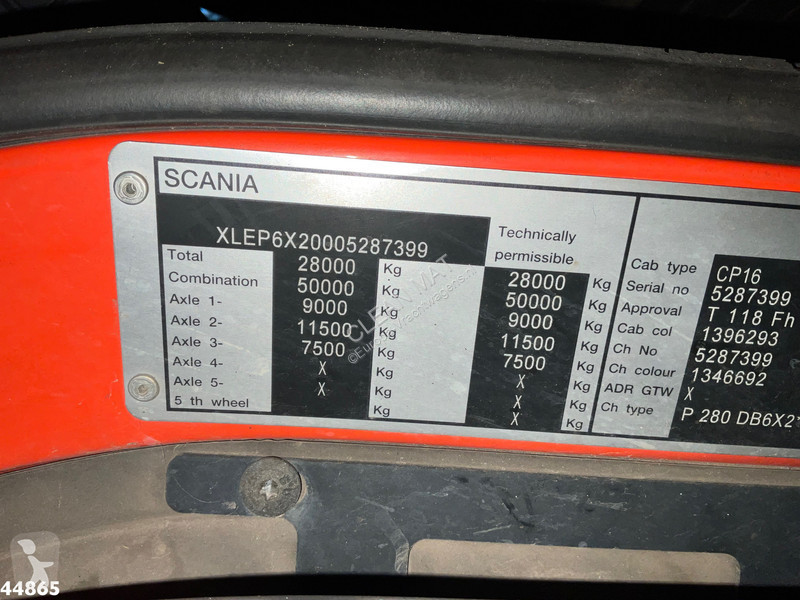 SCANIA
XLEP6X20005287399
Technically
permissible
Total 28000 Kg 28000 Kg
Combination 50000 Kg 50000 Kg
Axle 1- 9000 Kg 9000 Kg
Axle 2- 11500 Kg 11500 Kg
Axle 3- 7500 Kg 7500 Kg
Axle 4- X Kg X Kg
Axle 5- X Kg X Kg
5 th wheel Kg X Kg
Cab type CP16
Serial no 5287399
Approval T 118 Fh
Cab col 1396293
Ch No 5287399
Ch colour 1346692
ADR GTW X
Ch type P 280 DB6X2*
CLEAN MAT
44865